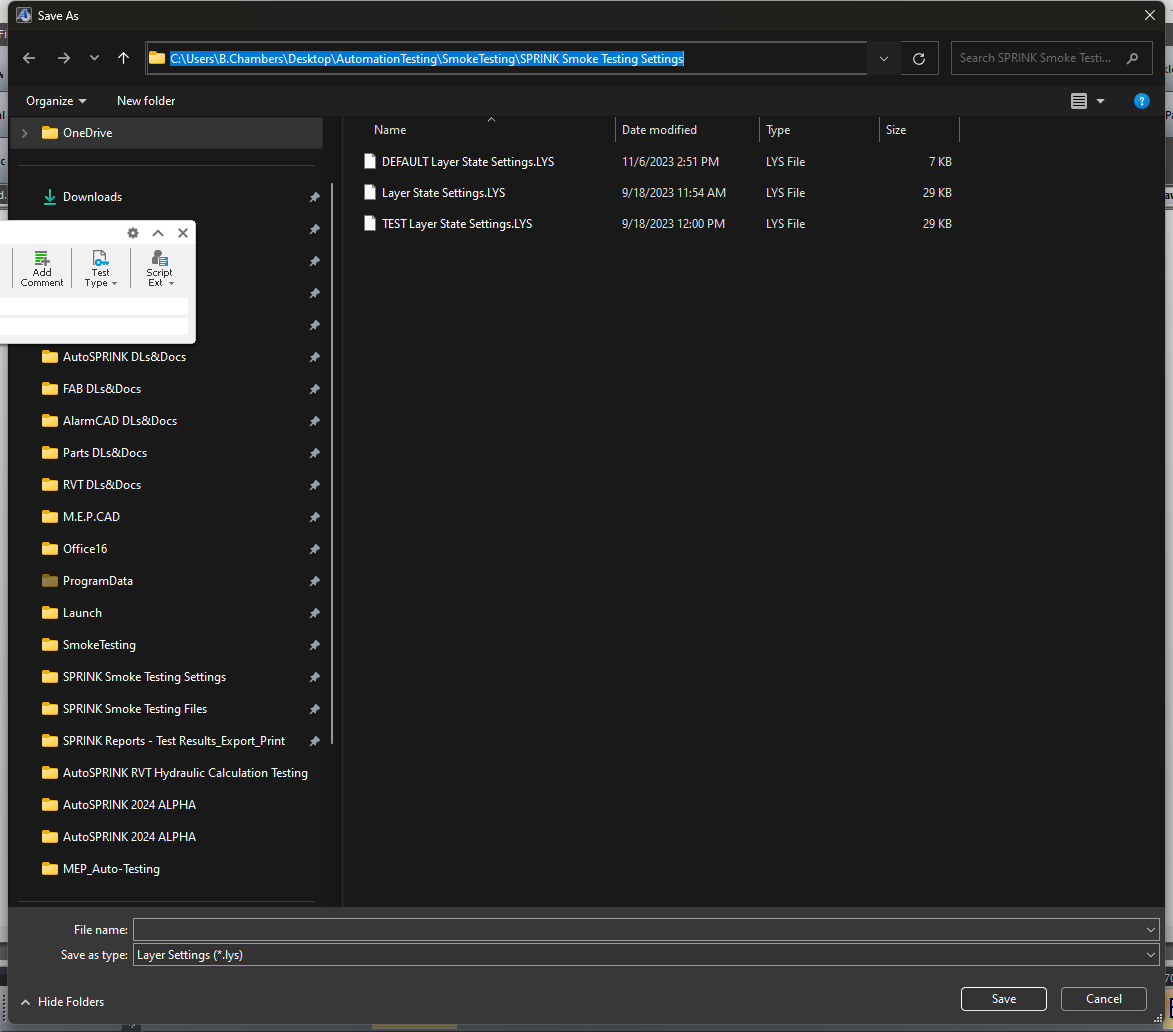 Save As
C:\Users\B.Chambers\Desktop\AutomationTesting\SmokeTesting\SPRINK Smoke Testing Settings
Search SPRINK Smoke Testi...
Organize
New folder
?
OneDrive
Downloads
Add Comment
Test Type
Script Ext
AutoSPRINK DLs&Docs
FAB DLs&Docs
AlarmCAD DLs&Docs
Parts DLs&Docs
RVT DLs&Docs
M.E.P.CAD
Office16
ProgramData
Launch
SmokeTesting
SPRINK Smoke Testing Settings
SPRINK Smoke Testing Files
SPRINK Reports - Test Results_Export_Print
AutoSPRINK RVT Hydraulic Calculation Testing
AutoSPRINK 2024 ALPHA
AutoSPRINK 2024 ALPHA
MEP_Auto-Testing
Name Date modified Type Size
DEFAULT Layer State Settings.LYS 11/6/2023 2:51 PM LYS File 7 KB
Layer State Settings.LYS 9/18/2023 11:54 AM LYS File 29 KB
TEST Layer State Settings.LYS 9/18/2023 12:00 PM LYS File 29 KB
File name:
Save as type: Layer Settings (*.lys)
Hide Folders
Save
Cancel